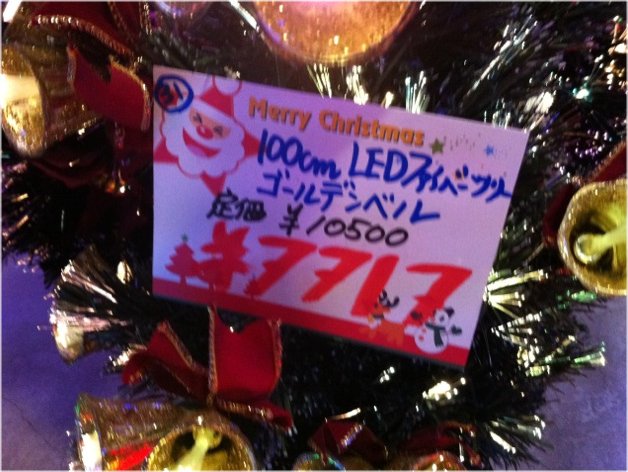 Merry Christmas
100cm LEDファイバーツリー
ゴールデンベル
定価 ¥10500
¥7717